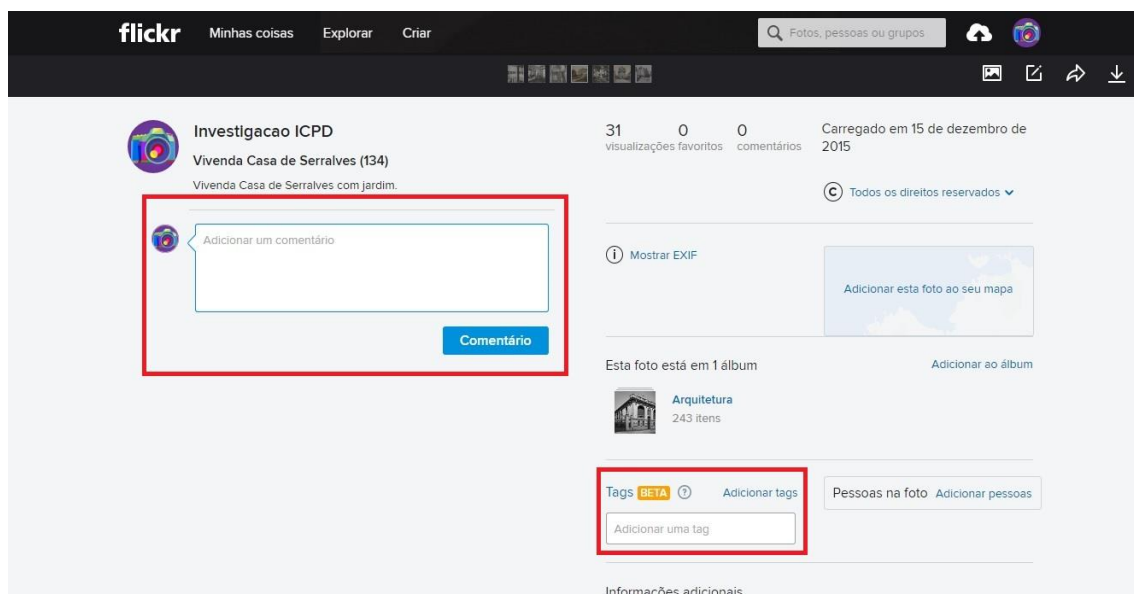 flickr Minhas coisas Explorar Criar Fotos, pessoas ou grupos
Investigacao ICPD
Vivenda Casa de Serralves (134)
Vivenda Casa de Serralves com jardim.
Adicionar um comentário
Comentário
31 0 0
visualizações favoritos comentários
Carregado em 15 de dezembro de
2015
C Todos os direitos reservados
i Mostrar EXIF
Adicionar esta foto ao seu mapa
Esta foto está em 1 álbum Adicionar ao álbum
Arquitetura
243 itens
Tags BETA ? Adicionar tags
Adicionar uma tag
Pessoas na foto Adicionar pessoas
Informações adicionais